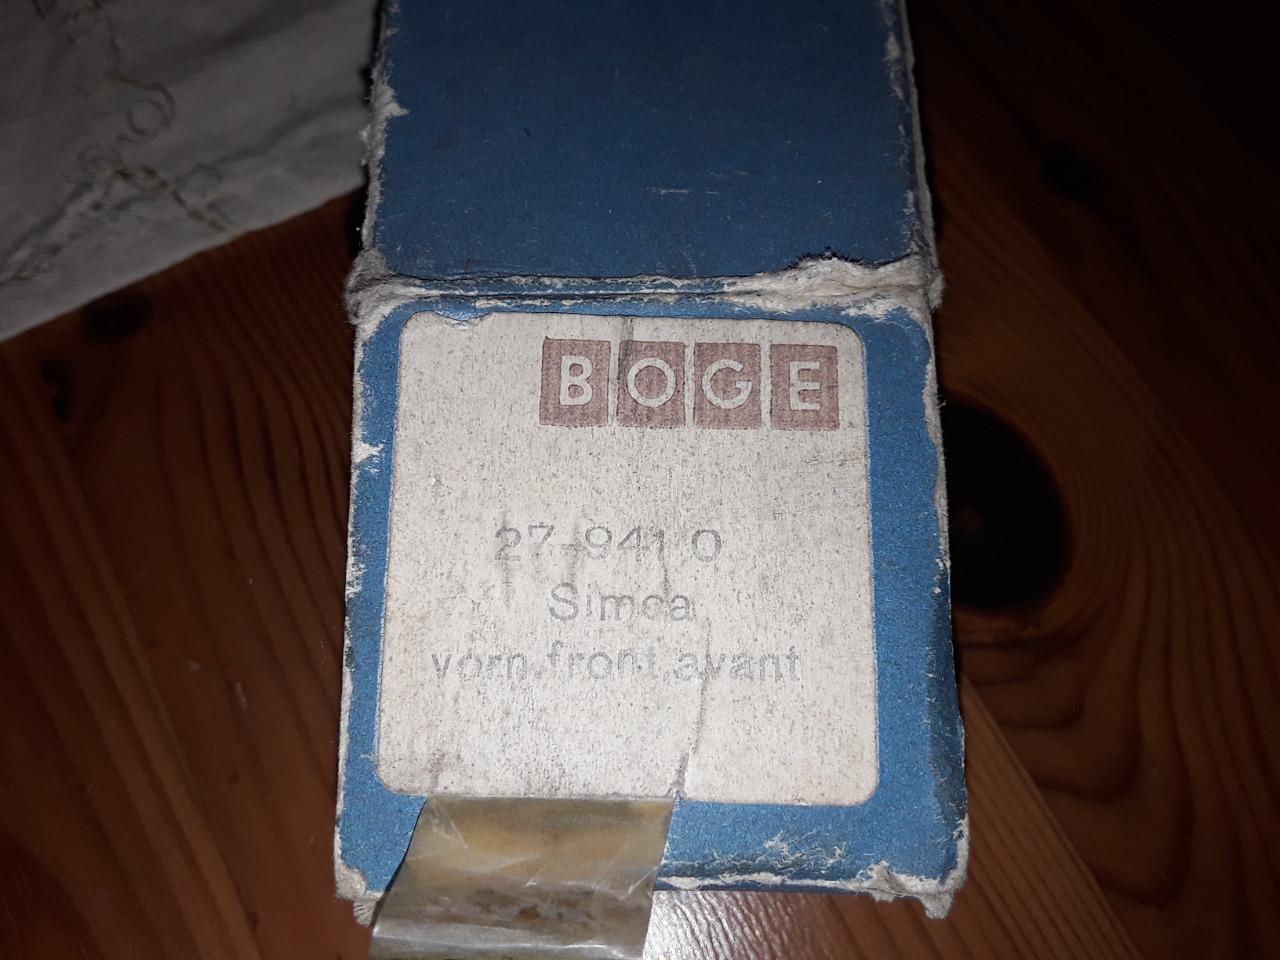 BOGE
27-941 0
Simca
vorn.front.avant